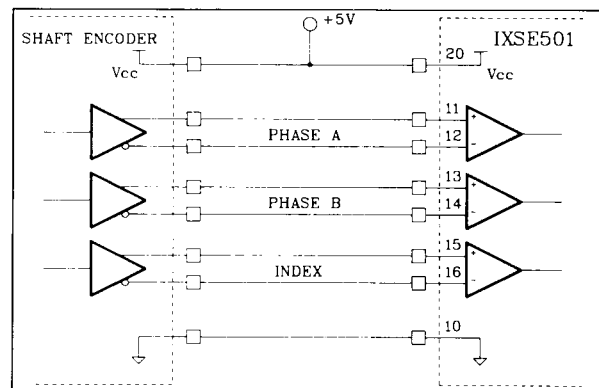 +5V
SHAFT ENCODER
IXSE501
Vcc
20
Vcc
11
+
PHASE A
12
−
13
+
PHASE B
14
−
15
+
INDEX
16
−
10